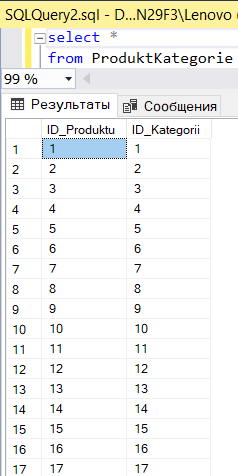 SQLQuery2.sql - D...N29F3\Lenovo
select *
from ProduktKategorie
99 %
Результаты Сообщения
ID_Produktu ID_Kategorii
1 1 1
2 2 2
3 3 3
4 4 4
5 5 5
6 6 6
7 7 7
8 8 8
9 9 9
10 10 10
11 11 11
12 12 12
13 13 13
14 14 14
15 15 15
16 16 16
17 17 17